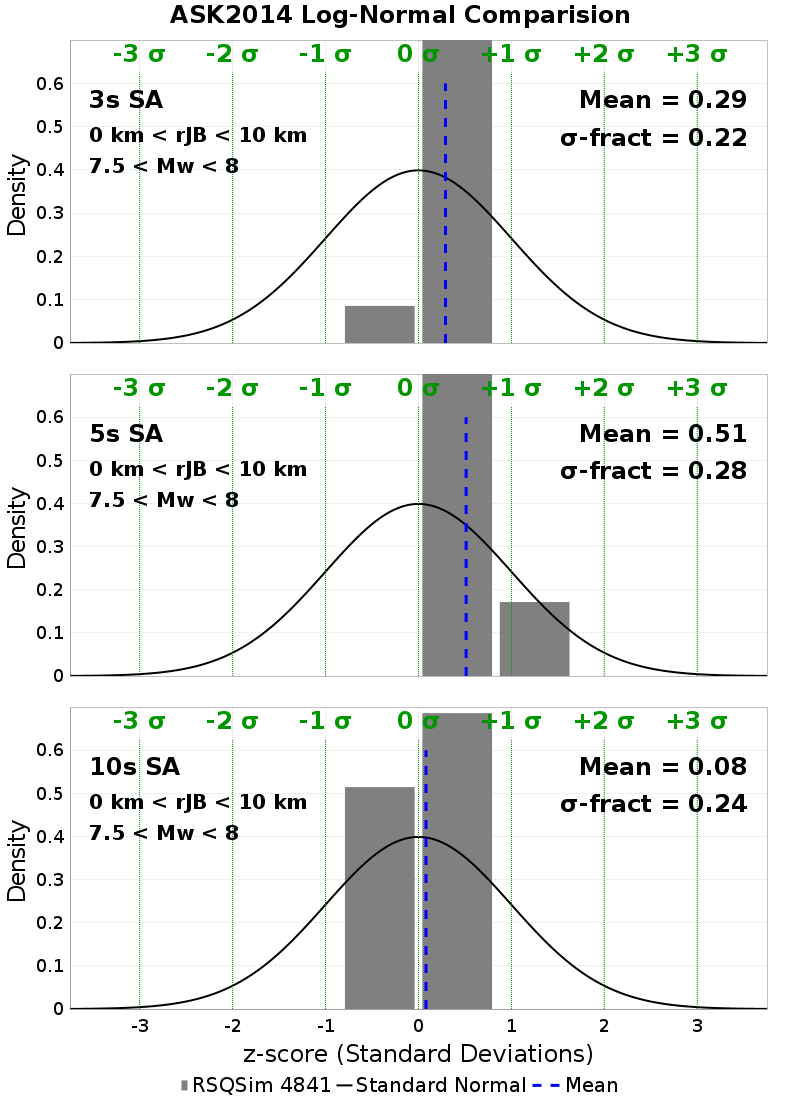 ASK2014 Log-Normal Comparision
-3 σ -2 σ -1 σ 0 σ +1 σ +2 σ +3 σ
3s SA
Mean = 0.29
0 km < rJB < 10 km
σ-fract = 0.22
7.5 < Mw < 8
0.6
0.5
0.4
0.3
0.2
0.1
0
Density
-3 σ -2 σ -1 σ 0 σ +1 σ +2 σ +3 σ
5s SA
Mean = 0.51
0 km < rJB < 10 km
σ-fract = 0.28
7.5 < Mw < 8
0.6
0.5
0.4
0.3
0.2
0.1
0
Density
-3 σ -2 σ -1 σ 0 σ +1 σ +2 σ +3 σ
10s SA
Mean = 0.08
0 km < rJB < 10 km
σ-fract = 0.24
7.5 < Mw < 8
0.6
0.5
0.4
0.3
0.2
0.1
0
Density
-3 -2 -1 0 1 2 3
z-score (Standard Deviations)
RSQSim 4841 Standard Normal Mean